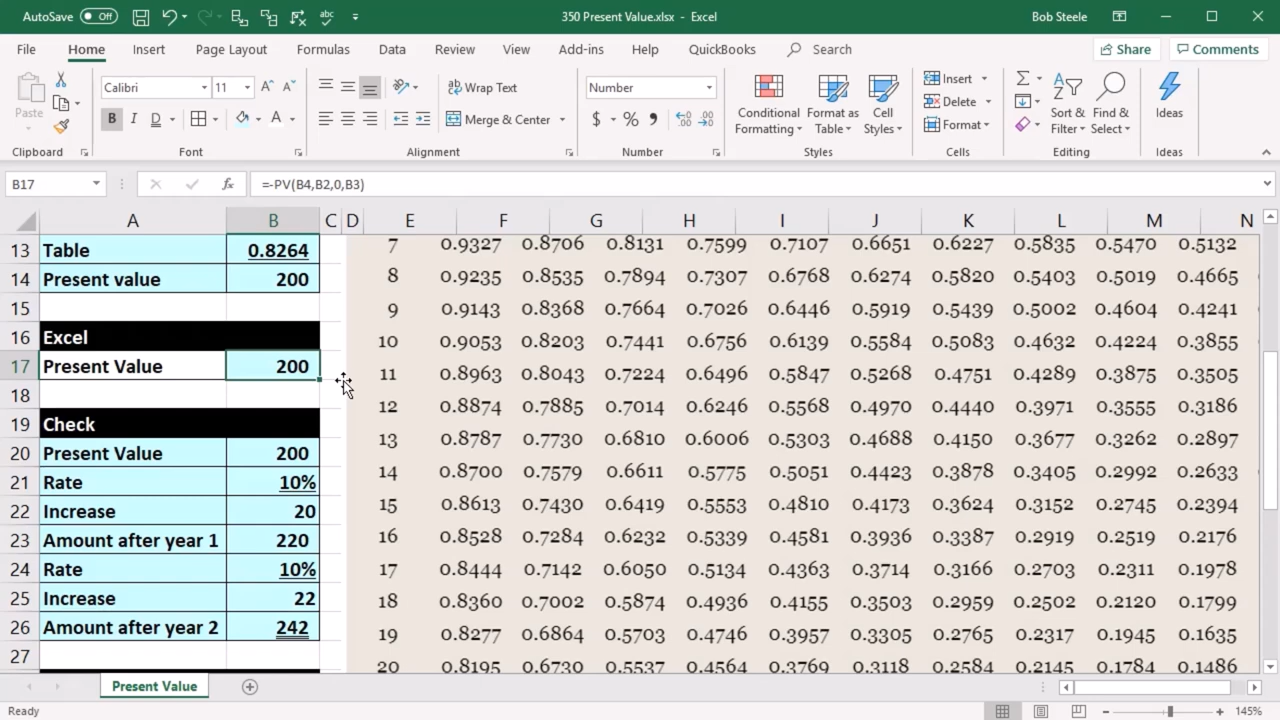 AutoSave Off 350 Present Value.xlsx - Excel Bob Steele
File Home Insert Page Layout Formulas Data Review View Add-ins Help QuickBooks Search Share Comments
Paste Calibri 11 B I D A Wrap Text Merge & Center Number $ % Conditional Formatting Format as Table Cell Styles Insert Delete Format Sort & Filter Find & Select Ideas
Clipboard Font Alignment Number Styles Cells Editing Ideas
B17 fx =-PV(B4,B2,0,B3)
A B C D E F G H I J K L M N
13 Table 0.8264 7 0.9327 0.8706 0.8131 0.7599 0.7107 0.6651 0.6227 0.5835 0.5470 0.5132
14 Present value 200 8 0.9235 0.8535 0.7894 0.7307 0.6768 0.6274 0.5820 0.5403 0.5019 0.4665
15 9 0.9143 0.8368 0.7664 0.7026 0.6446 0.5919 0.5439 0.5002 0.4604 0.4241
16 Excel 10 0.9053 0.8203 0.7441 0.6756 0.6139 0.5584 0.5083 0.4632 0.4224 0.3855
17 Present Value 200 11 0.8963 0.8043 0.7224 0.6496 0.5847 0.5268 0.4751 0.4289 0.3875 0.3505
18 12 0.8874 0.7885 0.7014 0.6246 0.5568 0.4970 0.4440 0.3971 0.3555 0.3186
19 Check 13 0.8787 0.7730 0.6810 0.6006 0.5303 0.4688 0.4150 0.3677 0.3262 0.2897
20 Present Value 200 14 0.8700 0.7579 0.6611 0.5775 0.5051 0.4423 0.3878 0.3405 0.2992 0.2633
21 Rate 10% 15 0.8613 0.7430 0.6419 0.5553 0.4810 0.4173 0.3624 0.3152 0.2745 0.2394
22 Increase 20 16 0.8528 0.7284 0.6232 0.5339 0.4581 0.3936 0.3387 0.2919 0.2519 0.2176
23 Amount after year 1 220 17 0.8444 0.7142 0.6050 0.5134 0.4363 0.3714 0.3166 0.2703 0.2311 0.1978
24 Rate 10% 18 0.8360 0.7002 0.5874 0.4936 0.4155 0.3503 0.2959 0.2502 0.2120 0.1799
25 Increase 22 19 0.8277 0.6864 0.5703 0.4746 0.3957 0.3305 0.2765 0.2317 0.1945 0.1635
26 Amount after year 2 242 20 0.8195 0.6730 0.5537 0.4564 0.3769 0.3118 0.2584 0.2145 0.1784 0.1486
27
Present Value
Ready 145%